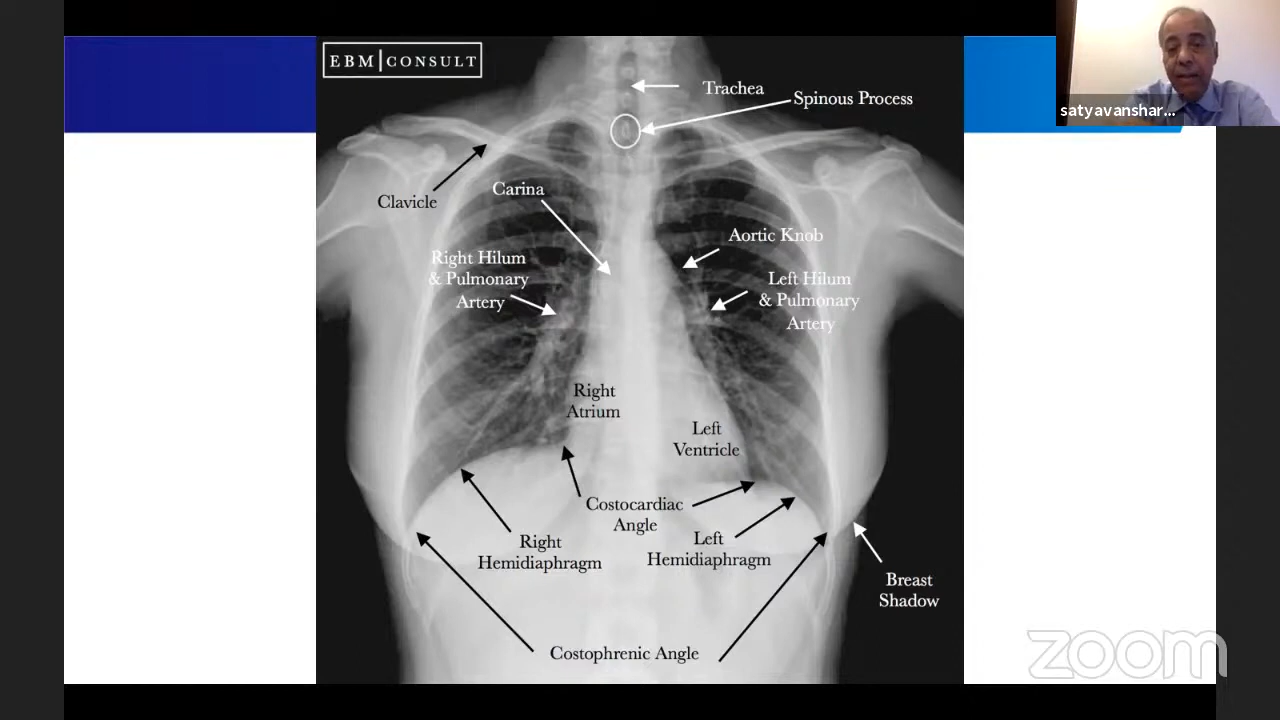 EBM|CONSULT
satyavanshar...
Trachea
Spinous Process
Clavicle
Carina
Aortic Knob
Right Hilum
& Pulmonary
Artery
Left Hilum
& Pulmonary
Artery
Right
Atrium
Left
Ventricle
Costocardiac
Angle
Right
Hemidiaphragm
Left
Hemidiaphragm
Breast
Shadow
Costophrenic Angle
zoom